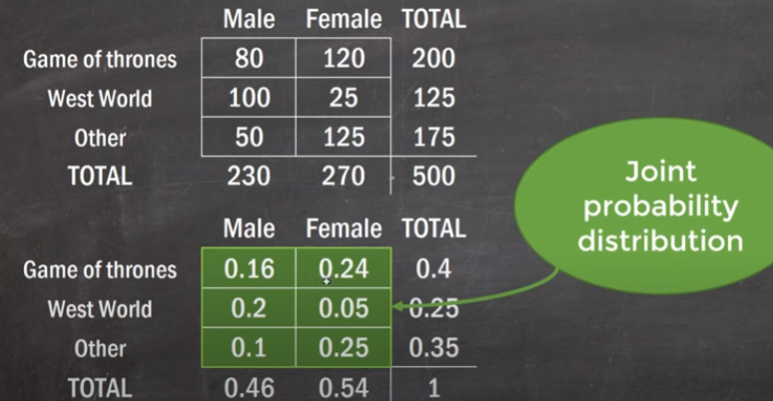 Male Female TOTAL
Game of thrones 80 120 200
West World 100 25 125
Other 50 125 175
TOTAL 230 270 500
Male Female TOTAL
Game of thrones 0.16 0.24 0.4
West World 0.2 0.05 0.25
Other 0.1 0.25 0.35
TOTAL 0.46 0.54 1
Joint
probability
distribution